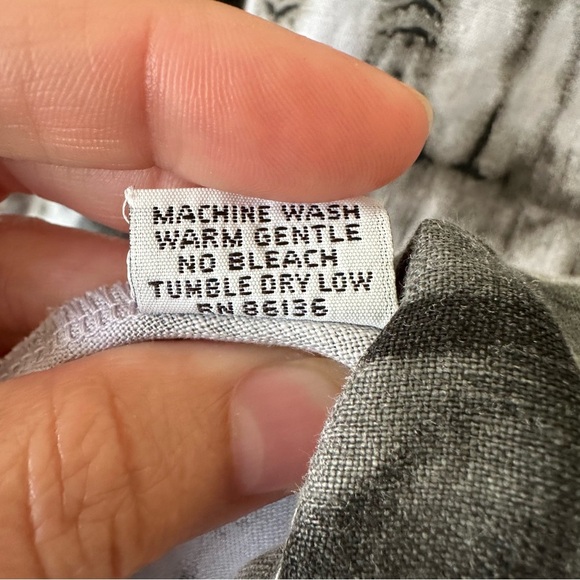 MACHINE WASH
WARM GENTLE
NO BLEACH
TUMBLE DRY LOW
RN 86136